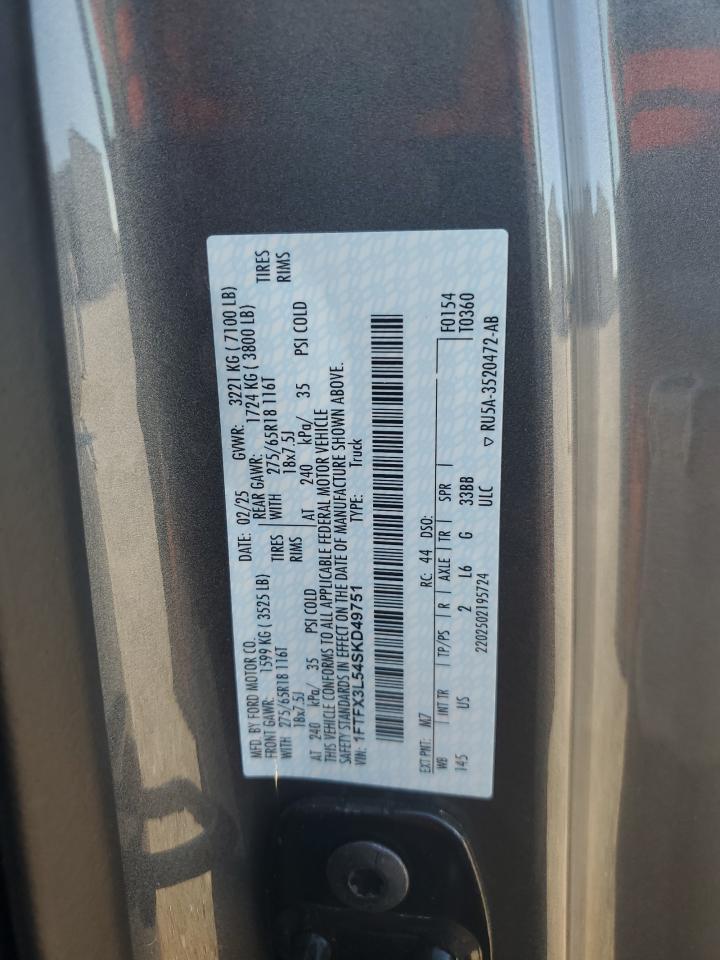 MFD. BY FORD MOTOR CO. DATE: 02/25 GVWR: 3221 KG ( 7100 LB)
FRONT GAWR: 1599 KG ( 3525 LB) REAR GAWR: 1724 KG ( 3800 LB)
WITH 275/65R18 116T TIRES WITH 275/65R18 116T TIRES
18x7.5J RIMS 18x7.5J RIMS
AT 240 kPa/ 35 PSI COLD AT 240 kPa/ 35 PSI COLD
THIS VEHICLE CONFORMS TO ALL APPLICABLE FEDERAL MOTOR VEHICLE
SAFETY STANDARDS IN EFFECT ON THE DATE OF MANUFACTURE SHOWN ABOVE.
VIN: 1FTFX3L54SKD49751 TYPE: Truck
EXT PNT: M7 RC: 44 DSO: F0154
WB INT TR TP/PS R AXLE TR SPR T0360
145 US 2 L6 G 33BB
2202502195724 ULC ▽ RU5A-3520472-AB